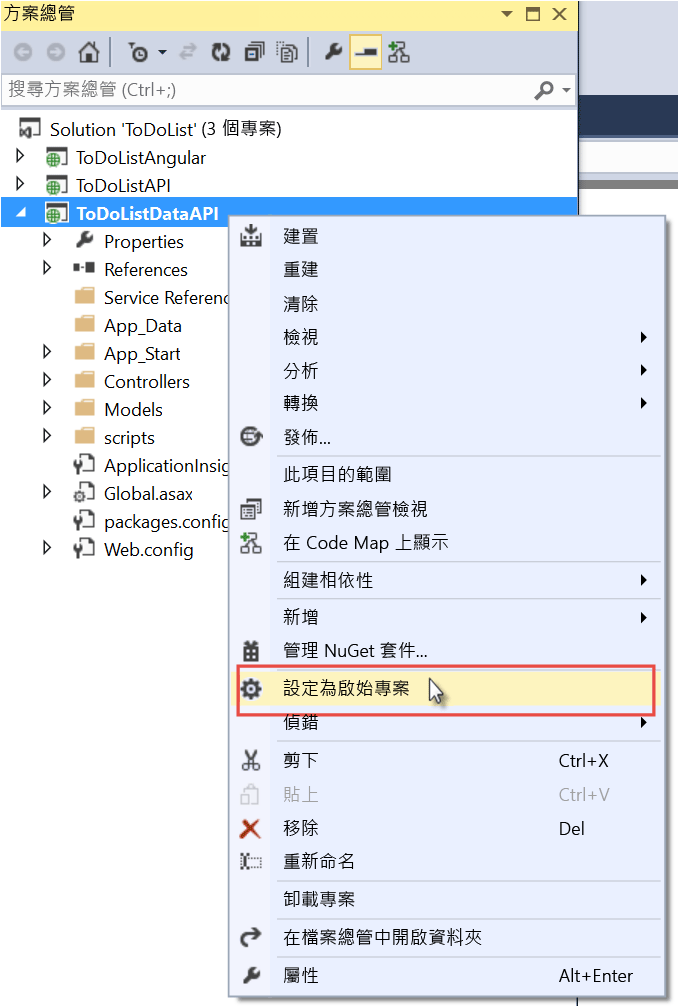 方案總管
搜尋方案總管 (Ctrl+;)
Solution 'ToDoList' (3 個專案)
ToDoListAngular
ToDoListAPI
ToDoListDataAPI
Properties
References
Service Referenc
App_Data
App_Start
Controllers
Models
scripts
ApplicationInsig
Global.asax
packages.config
Web.config
建置
重建
清除
檢視
分析
轉換
發佈...
此項目的範圍
新增方案總管檢視
在 Code Map 上顯示
組建相依性
新增
管理 NuGet 套件...
設定為啟始專案
偵錯
剪下 Ctrl+X
貼上 Ctrl+V
移除 Del
重新命名
卸載專案
在檔案總管中開啟資料夾
屬性 Alt+Enter